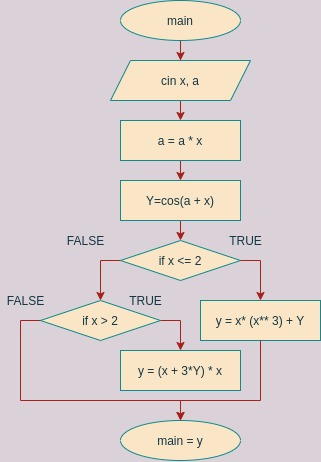 main
cin x, a
a = a * x
Y=cos(a + x)
FALSE
TRUE
if x <= 2
FALSE
TRUE
if x > 2
y = x* (x** 3) + Y
y = (x + 3*Y) * x
main = y